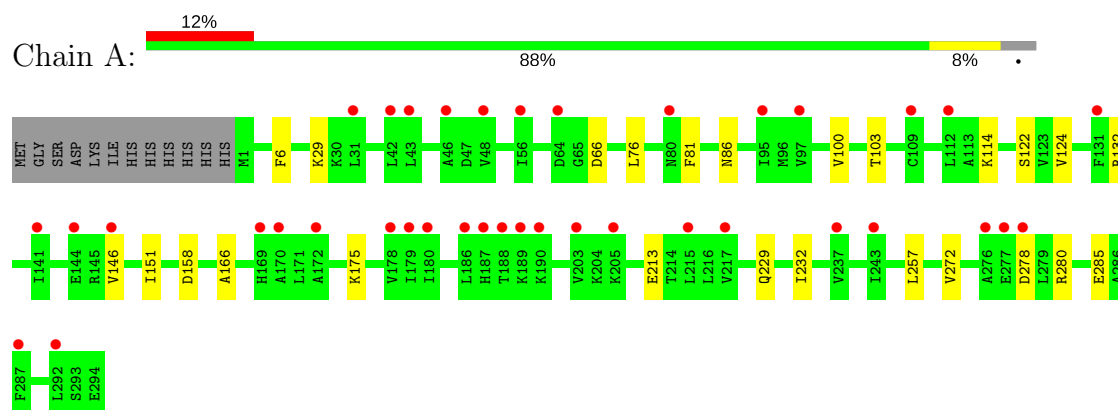 12%
Chain A:
88% 8% •
MET GLY SER ASP LYS ILE HIS HIS HIS HIS HIS HIS M1 F6 K29 K30 I31 L42 L43 A46 D47 V48 I56 D64 G65 D66 L76 N80 F81 N86 I95 M96 V97 V100 T103 C109 L112 A113 K114 S122 V123 V124 F131
I141 E144 R145 V146 I151 D158 A166 H169 A170 L171 A172 K175 V178 I179 I180 L186 H187 T188 K189 K190 V203 K204 K205 E213 T214 L215 L216 V217 Q229 I232 V237 I243 L257 V272 A276 E277 D278 L279 R280 E285 A286
F287 L292 S293 E294